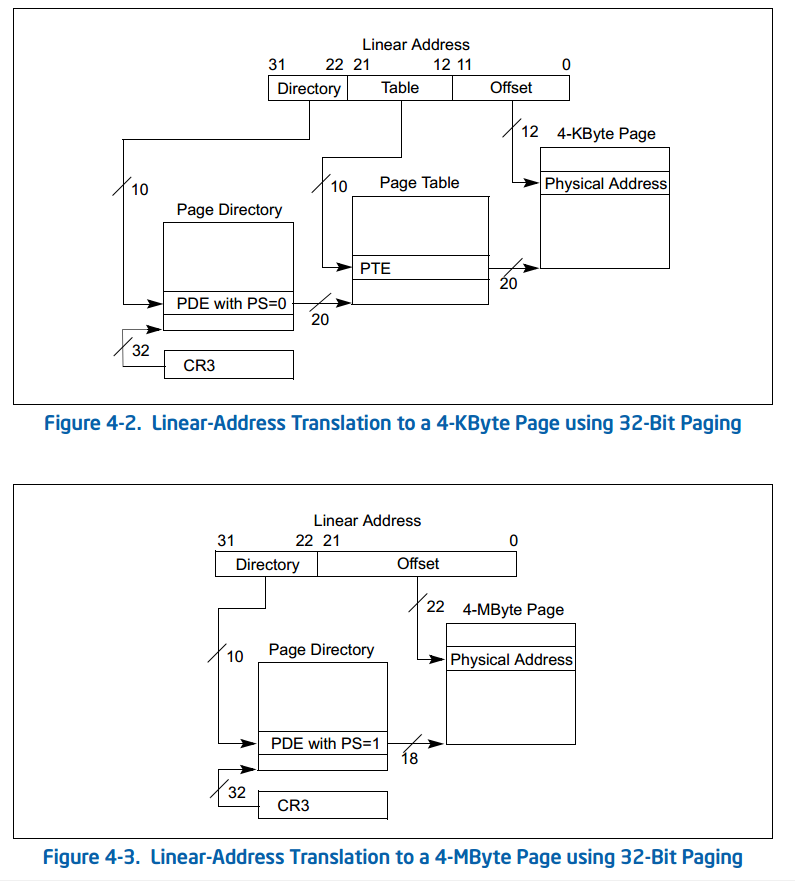 Linear Address
31 22 21 12 11 0
Directory Table Offset
12 4-KByte Page
10 10 Page Table Physical Address
Page Directory
PTE
20
PDE with PS=0
20
32
CR3
Figure 4-2. Linear-Address Translation to a 4-KByte Page using 32-Bit Paging
Linear Address
31 22 21 0
Directory Offset
22 4-MByte Page
10 Page Directory Physical Address
PDE with PS=1
18
32
CR3
Figure 4-3. Linear-Address Translation to a 4-MByte Page using 32-Bit Paging